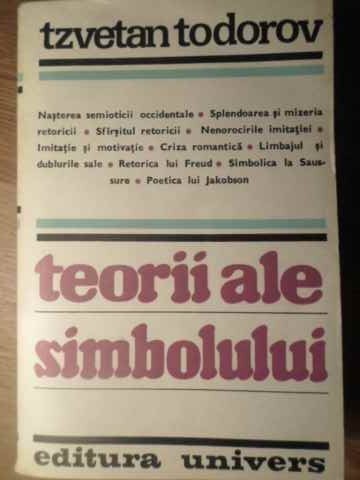 tzvetan todorov
Nașterea semioticii occidentale • Splendoarea și mizeria
retoricii • Sfîrșitul retoricii • Nenorocirile imitației •
Imitație și motivație • Criza romantică • Limbajul și
dublurile sale • Retorica lui Freud • Simbolica la Saus-
sure • Poetica lui Jakobson
teorii ale
simbolului
editura univers